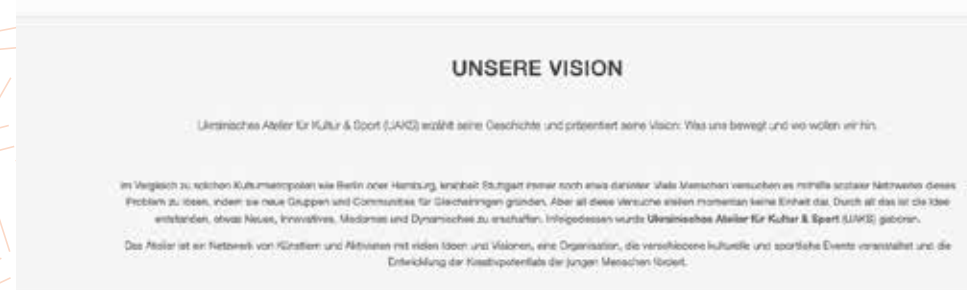 UNSERE VISION
Ukrainisches Atelier für Kultur & Sport (UAKS) erzählt seine Geschichte und präsentiert seine Vision: Was uns bewegt und wo wollen wir hin.
Im Vergleich zu solchen Kulturmetropolen wie Berlin oder Hamburg, krabbelt Stuttgart immer noch etwas darunter. Viele Menschen versuchen es mithilfe sozialer Netzwerke dieses
Problem zu lösen, indem sie neue Gruppen und Communities für Gleichsinnigen gründen. Aber all diese Versuche stellen momentan keine Einheit dar. Durch all das ist die Idee
entstanden, etwas Neues, Innovatives, Modernes und Dynamisches zu erschaffen. Infolgedessen wurde Ukrainisches Atelier für Kultur & Sport (UAKS) geboren.
Das Atelier ist ein Netzwerk von Künstlern und Aktivisten mit vielen Ideen und Visionen, eine Organisation, die verschiedene kulturelle und sportliche Events veranstaltet und die
Entwicklung der Kreativpotentials der jungen Menschen fördert.